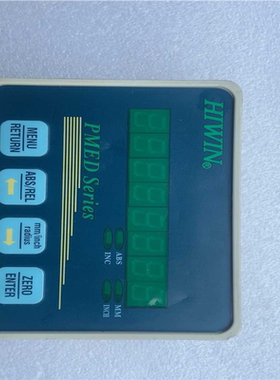 HIWIN®
ABS
INC
MM
INCH
PMED Series
MENU
RETURN
ABS/REL
mm/inch
radius
ZERO
ENTER